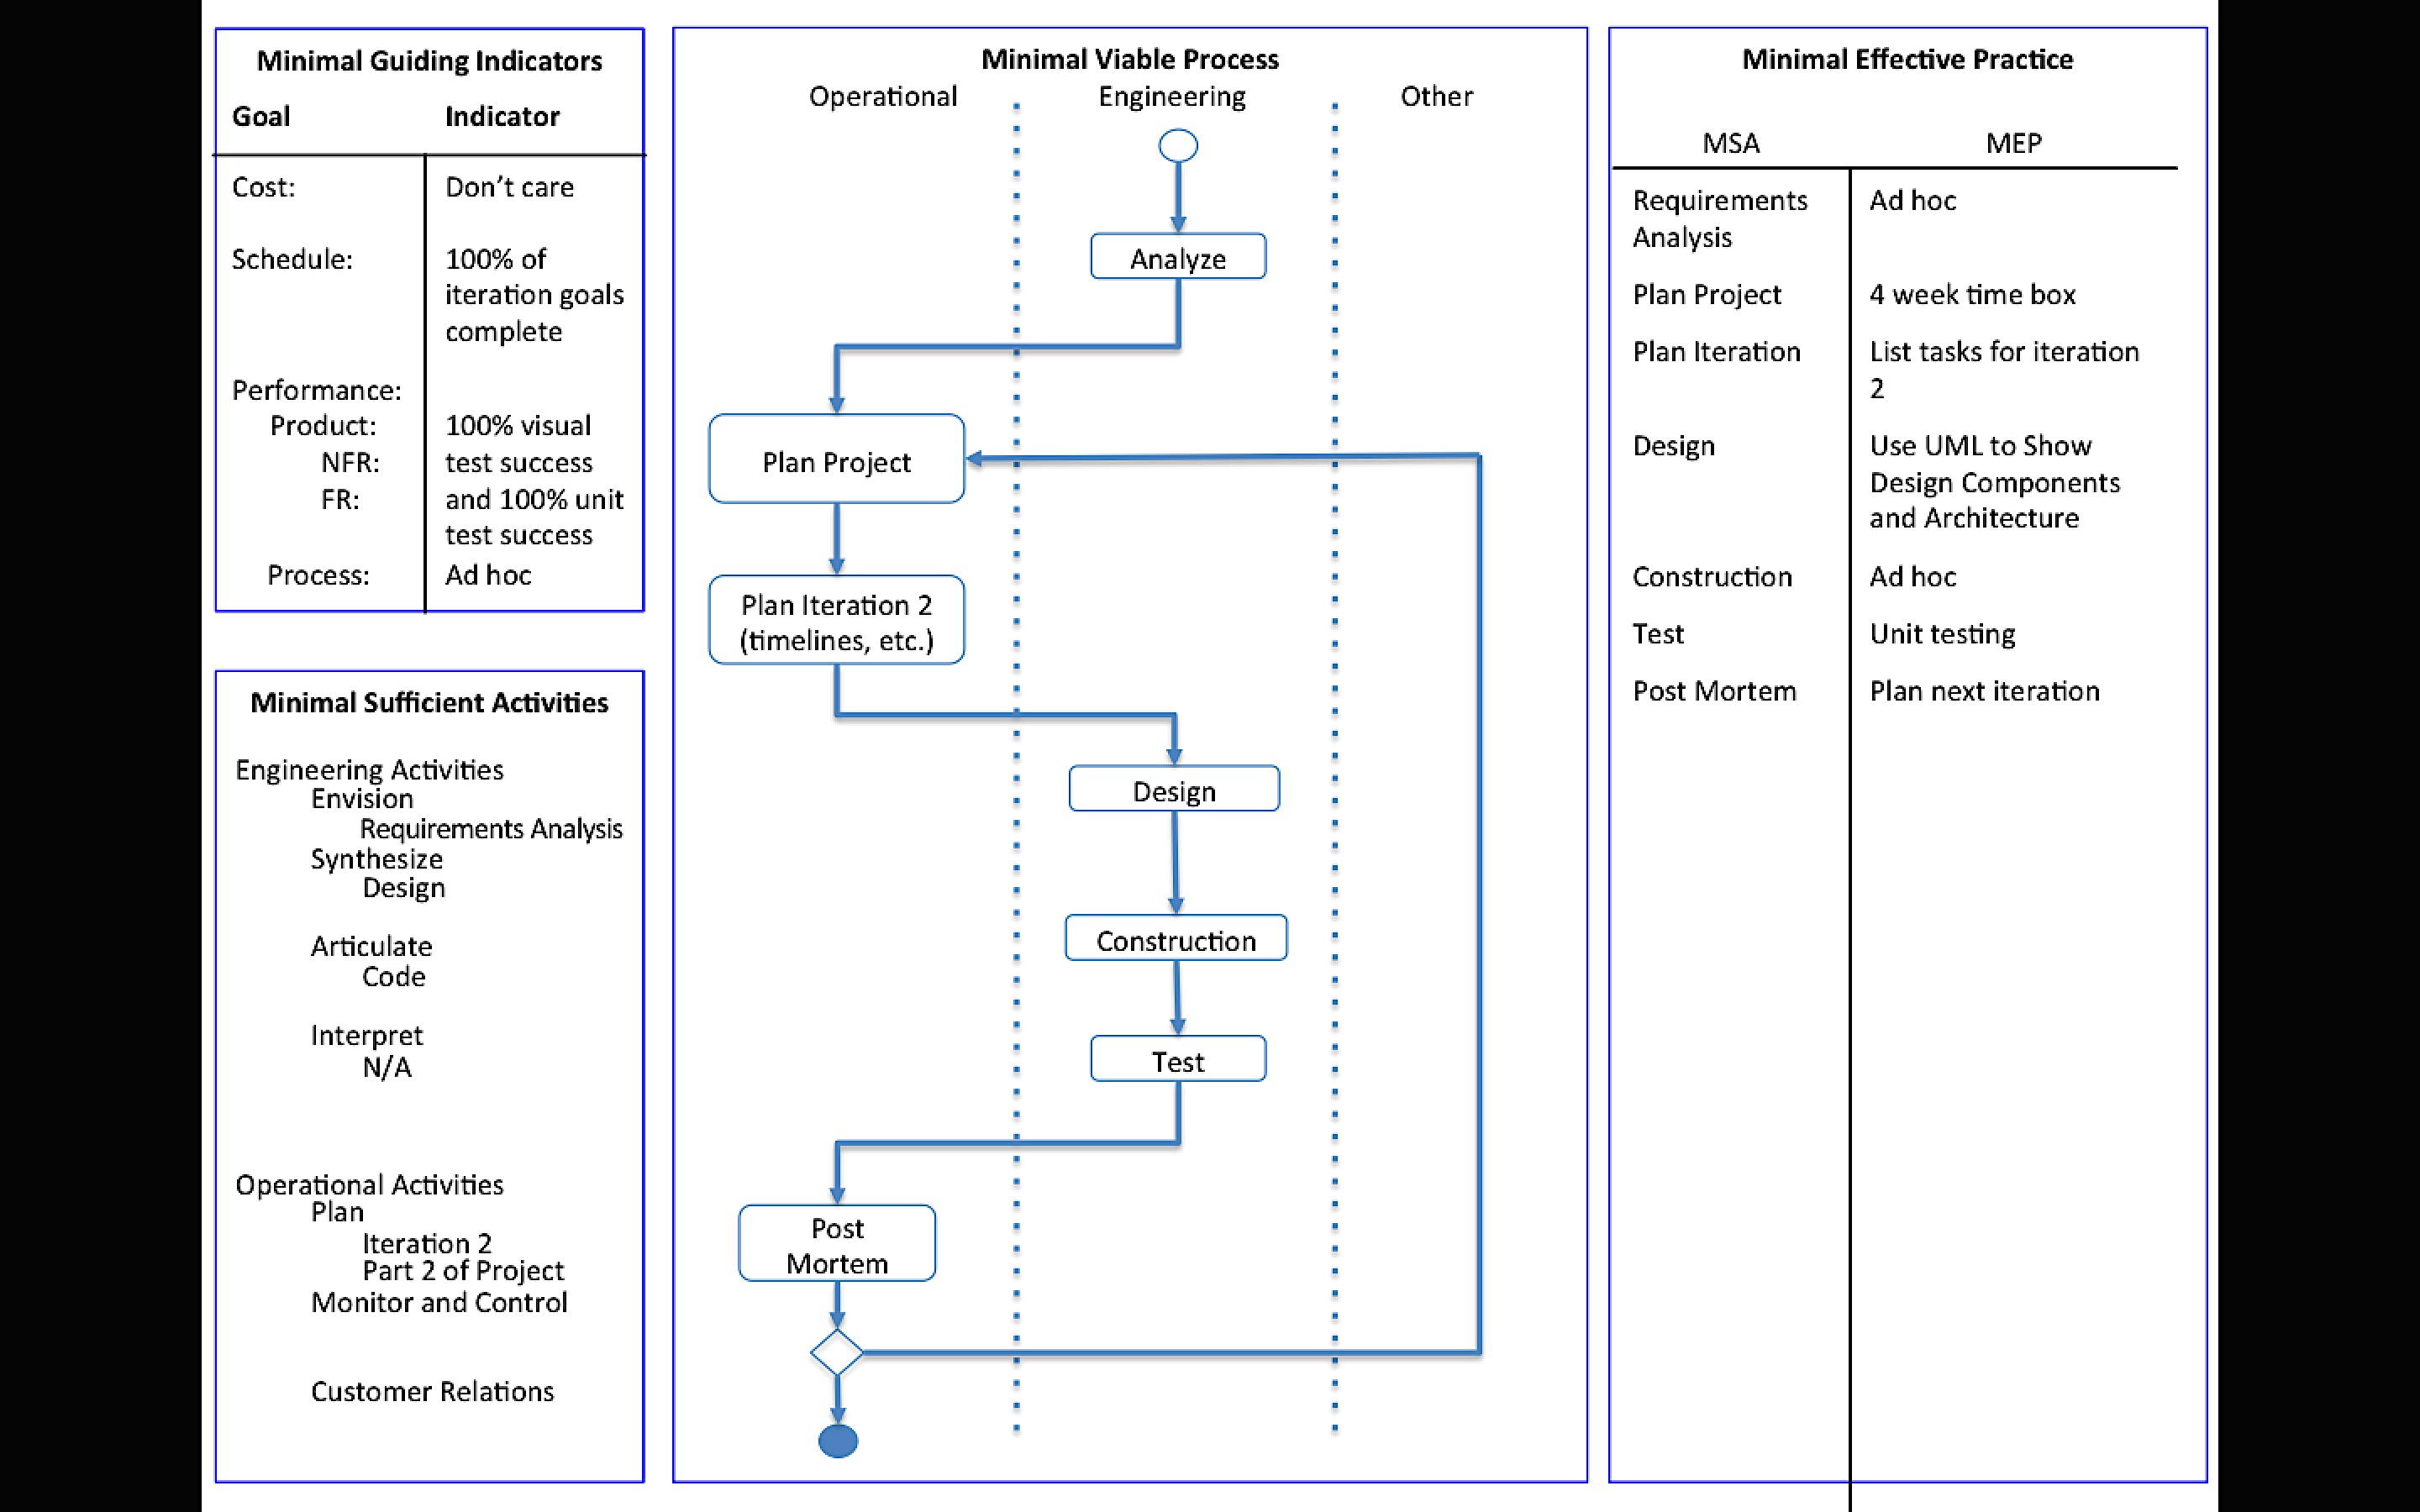 Minimal Guiding Indicators
Goal Indicator
Cost: Don't care
Schedule: 100% of
iteration goals
complete
Performance:
Product: 100% visual
NFR: test success
FR: and 100% unit
test success
Process: Ad hoc
Minimal Sufficient Activities
Engineering Activities
Envision
Requirements Analysis
Synthesize
Design
Articulate
Code
Interpret
N/A
Operational Activities
Plan
Iteration 2
Part 2 of Project
Monitor and Control
Customer Relations
Minimal Viable Process
Operational Engineering Other
Analyze
Plan Project
Plan Iteration 2
(timelines, etc.)
Design
Construction
Test
Post
Mortem
Minimal Effective Practice
MSA MEP
Requirements Ad hoc
Analysis
Plan Project 4 week time box
Plan Iteration List tasks for iteration
2
Design Use UML to Show
Design Components
and Architecture
Construction Ad hoc
Test Unit testing
Post Mortem Plan next iteration